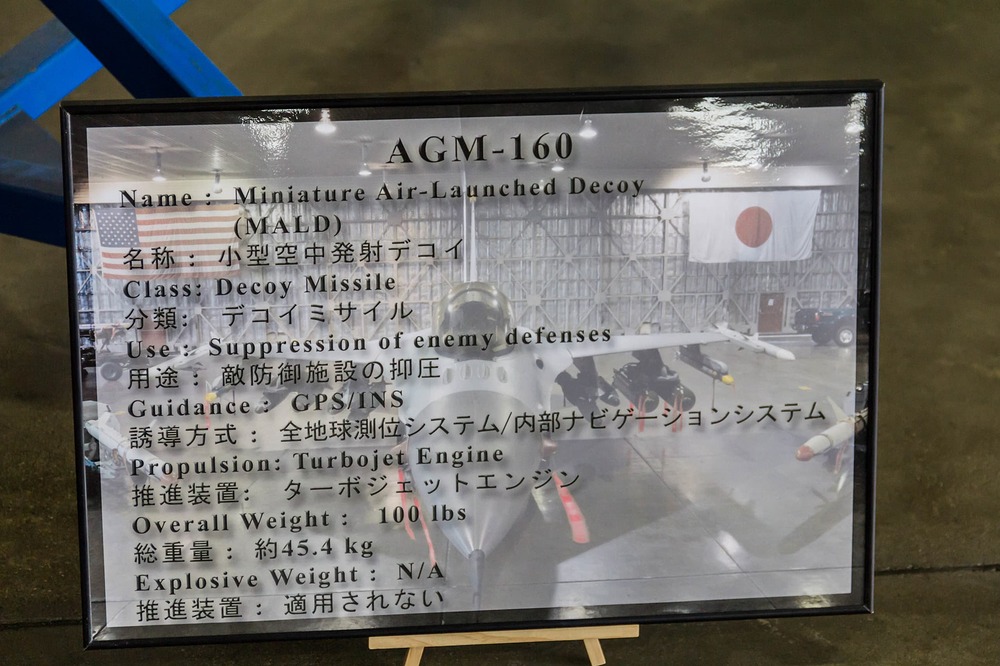 AGM-160
Name : Miniature Air-Launched Decoy
(MALD)
名称 : 小型空中発射デコイ
Class: Decoy Missile
分類: デコイミサイル
Use : Suppression of enemy defenses
用途 : 敵防御施設の抑圧
Guidance : GPS/INS
誘導方式 : 全地球測位システム/内部ナビゲーションシステム
Propulsion: Turbojet Engine
推進装置: ターボジェットエンジン
Overall Weight : 100 lbs
総重量 : 約45.4 kg
Explosive Weight : N/A
推進装置 : 適用されない